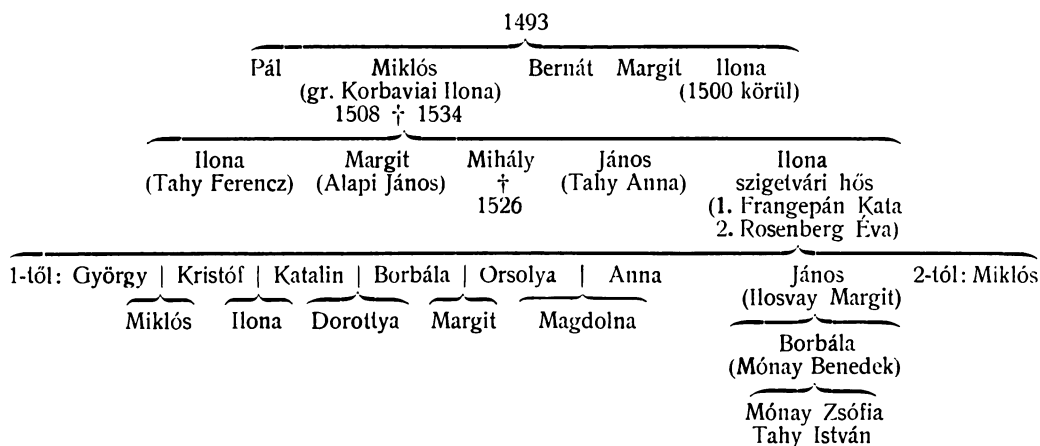 1493
Pál Miklós Bernát Margit Ilona
(gr. Korbaviai Ilona) (1500 körül)
1508 † 1534
Ilona Margit Mihály János Ilona
(Tahy Ferencz) (Alapi János) † (Tahy Anna) szigetvári hős
1526 (1. Frangepán Kata
2. Rosenberg Éva)
1-től: György | Kristóf | Katalin | Borbála | Orsolya | Anna János 2-tól: Miklós
(Ilosvay Margit)
Miklós Ilona Dorottya Margit Magdolna
Borbála
(Mónay Benedek)
Mónay Zsófia
Tahy István